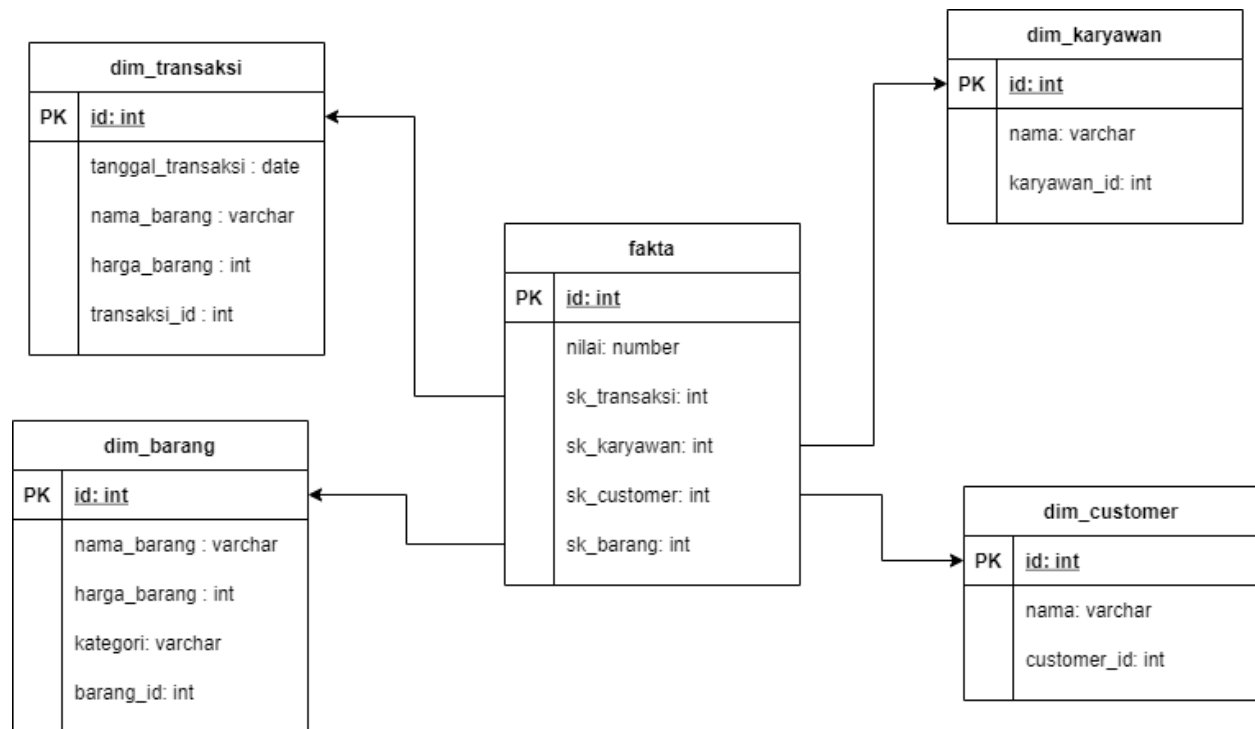 dim_transaksi
PK id: int
tanggal_transaksi : date
nama_barang : varchar
harga_barang : int
transaksi_id : int
dim_barang
PK id: int
nama_barang : varchar
harga_barang : int
kategori: varchar
barang_id: int
fakta
PK id: int
nilai: number
sk_transaksi: int
sk_karyawan: int
sk_customer: int
sk_barang: int
dim_karyawan
PK id: int
nama: varchar
karyawan_id: int
dim_customer
PK id: int
nama: varchar
customer_id: int